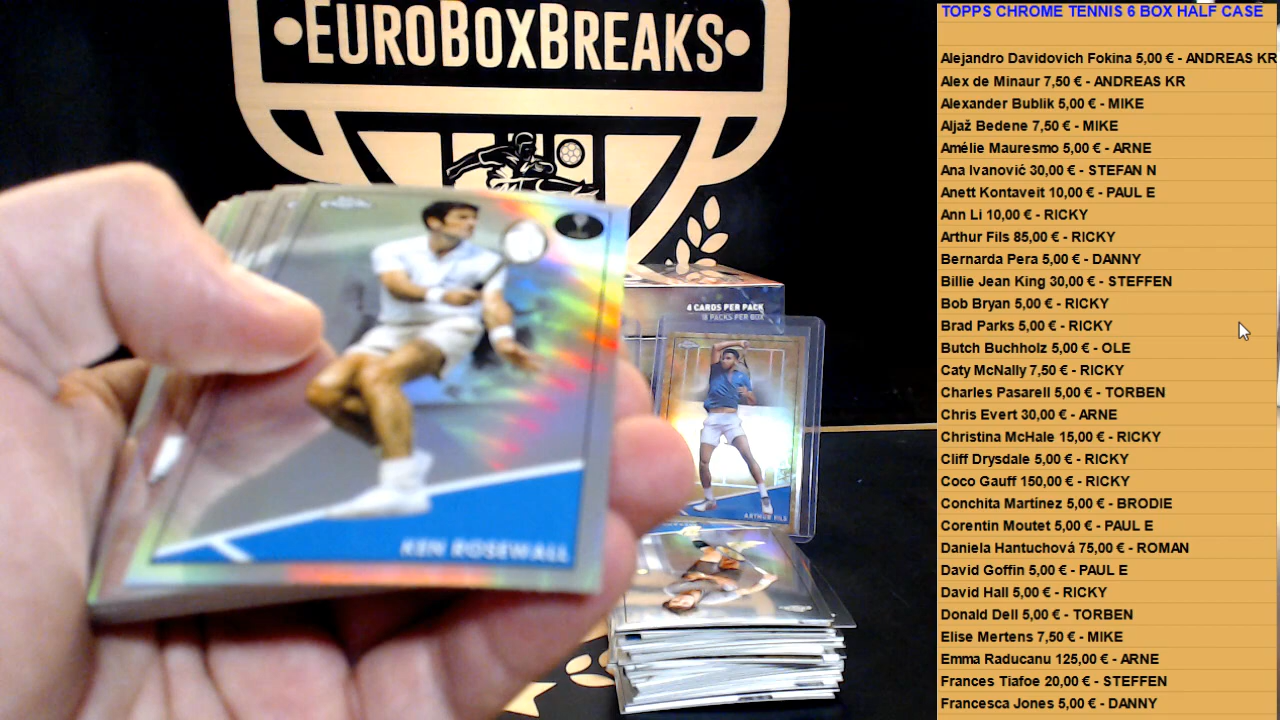 EUROBOXBREAKS
4 CARDS PER PACK
18 PACKS PER BOX
KEN ROSEWALL
ARTHUR FILS
TOPPS CHROME TENNIS 6 BOX HALF CASE
Alejandro Davidovich Fokina 5,00 € - ANDREAS KR
Alex de Minaur 7,50 € - ANDREAS KR
Alexander Bublik 5,00 € - MIKE
Aljaž Bedene 7,50 € - MIKE
Amélie Mauresmo 5,00 € - ARNE
Ana Ivanović 30,00 € - STEFAN N
Anett Kontaveit 10,00 € - PAUL E
Ann Li 10,00 € - RICKY
Arthur Fils 85,00 € - RICKY
Bernarda Pera 5,00 € - DANNY
Billie Jean King 30,00 € - STEFFEN
Bob Bryan 5,00 € - RICKY
Brad Parks 5,00 € - RICKY
Butch Buchholz 5,00 € - OLE
Caty McNally 7,50 € - RICKY
Charles Pasarell 5,00 € - TORBEN
Chris Evert 30,00 € - ARNE
Christina McHale 15,00 € - RICKY
Cliff Drysdale 5,00 € - RICKY
Coco Gauff 150,00 € - RICKY
Conchita Martínez 5,00 € - BRODIE
Corentin Moutet 5,00 € - PAUL E
Daniela Hantuchová 75,00 € - ROMAN
David Goffin 5,00 € - PAUL E
David Hall 5,00 € - RICKY
Donald Dell 5,00 € - TORBEN
Elise Mertens 7,50 € - MIKE
Emma Raducanu 125,00 € - ARNE
Frances Tiafoe 20,00 € - STEFFEN
Francesca Jones 5,00 € - DANNY